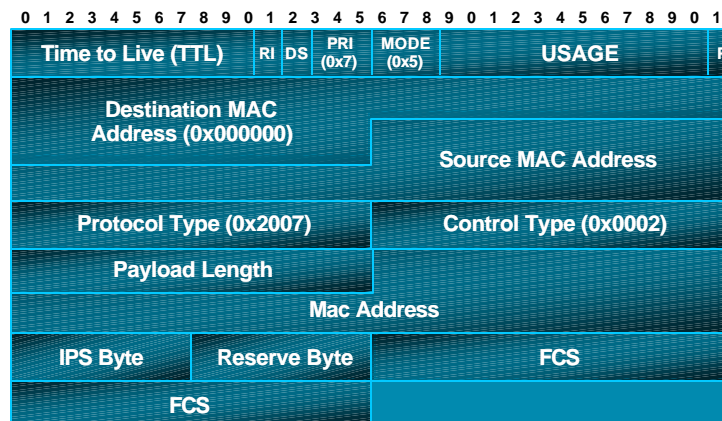 0 1 2 3 4 5 6 7 8 9 0 1 2 3 4 5 6 7 8 9 0 1 2 3 4 5 6 7 8 9 0 1
Time to Live (TTL)
RI
DS
PRI
(0x7)
MODE
(0x5)
USAGE
Destination MAC
Address (0x000000)
Source MAC Address
Protocol Type (0x2007)
Control Type (0x0002)
Payload Length
Mac Address
IPS Byte
Reserve Byte
FCS
FCS